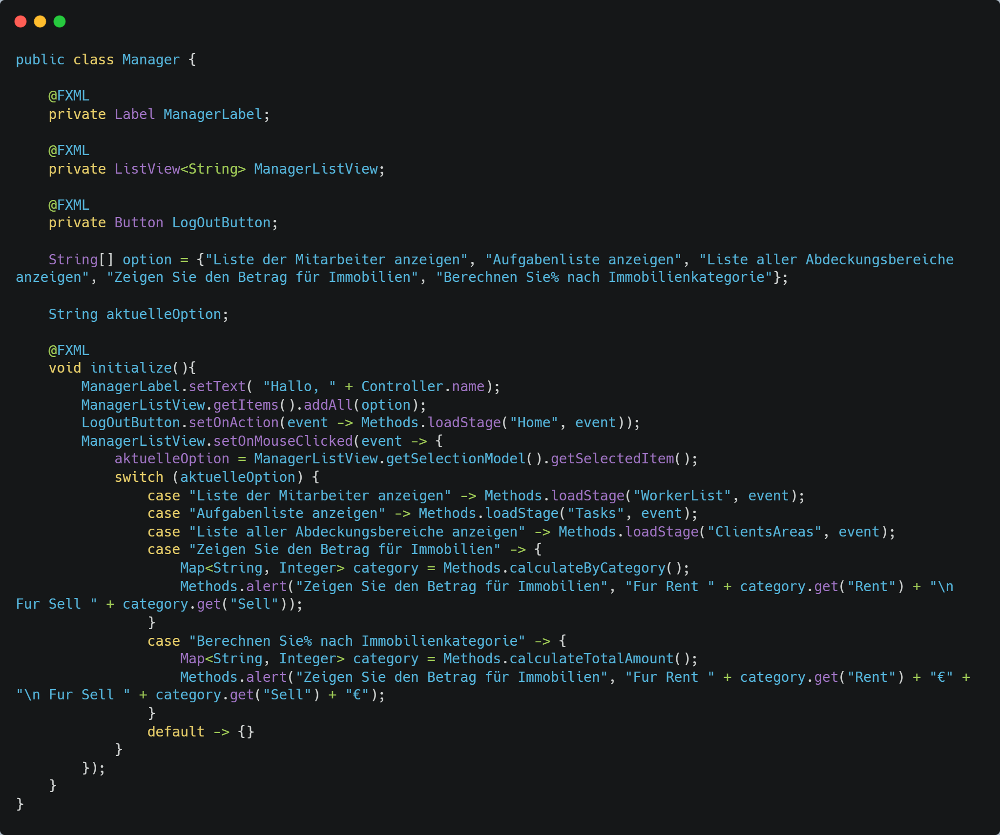 public class Manager {
@FXML
private Label ManagerLabel;
@FXML
private ListView<String> ManagerListView;
@FXML
private Button LogOutButton;
String[] option = {"Liste der Mitarbeiter anzeigen", "Aufgabenliste anzeigen", "Liste aller Abdeckungsbereiche
anzeigen", "Zeigen Sie den Betrag für Immobilien", "Berechnen Sie% nach Immobilienkategorie"};
String aktuelleOption;
@FXML
void initialize(){
ManagerLabel.setText( "Hallo, " + Controller.name);
ManagerListView.getItems().addAll(option);
LogOutButton.setOnAction(event -> Methods.loadStage("Home", event));
ManagerListView.setOnMouseClicked(event -> {
aktuelleOption = ManagerListView.getSelectionModel().getSelectedItem();
switch (aktuelleOption) {
case "Liste der Mitarbeiter anzeigen" -> Methods.loadStage("WorkerList", event);
case "Aufgabenliste anzeigen" -> Methods.loadStage("Tasks", event);
case "Liste aller Abdeckungsbereiche anzeigen" -> Methods.loadStage("ClientsAreas", event);
case "Zeigen Sie den Betrag für Immobilien" -> {
Map<String, Integer> category = Methods.calculateByCategory();
Methods.alert("Zeigen Sie den Betrag für Immobilien", "Fur Rent " + category.get("Rent") + "\n
Fur Sell " + category.get("Sell"));
}
case "Berechnen Sie% nach Immobilienkategorie" -> {
Map<String, Integer> category = Methods.calculateTotalAmount();
Methods.alert("Zeigen Sie den Betrag für Immobilien", "Fur Rent " + category.get("Rent") + "€" +
"\n Fur Sell " + category.get("Sell") + "€");
}
default -> {}
}
});
}
}